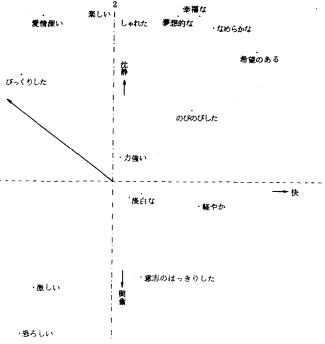 2
楽しい
幸福な
愛情深い
しゃれた
夢想的な
なめらかな
希望のある
沈静
びっくりした
のびのびした
力強い
快
淡白な
軽やか
意志のはっきりした
興奮
激しい
恐ろしい